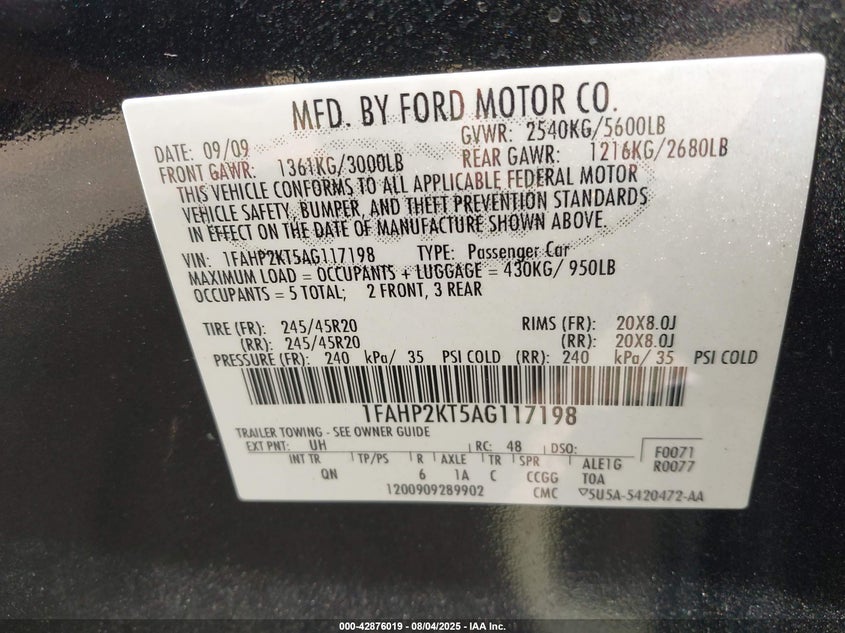 MFD. BY FORD MOTOR CO.
DATE: 09/09 GVWR: 2540KG/5600LB
FRONT GAWR: 1361KG/3000LB REAR GAWR: 1216KG/2680LB
THIS VEHICLE CONFORMS TO ALL APPLICABLE FEDERAL MOTOR
VEHICLE SAFETY, BUMPER, AND THEFT PREVENTION STANDARDS
IN EFFECT ON THE DATE OF MANUFACTURE SHOWN ABOVE.
VIN: 1FAHP2KT5AG117198 TYPE: Passenger Car
MAXIMUM LOAD = OCCUPANTS + LUGGAGE = 430KG/ 950LB
OCCUPANTS = 5 TOTAL; 2 FRONT, 3 REAR
TIRE (FR): 245/45R20 RIMS (FR): 20X8.0J
(RR): 245/45R20 (RR): 20X8.0J
PRESSURE (FR): 240 kPa/ 35 PSI COLD (RR): 240 kPa/ 35 PSI COLD
1FAHP2KT5AG117198
TRAILER TOWING - SEE OWNER GUIDE
EXT PNT: UH RC: 48 DSO: F0071
INT TR TP/PS R AXLE TR SPR ALE1G R0077
QN 6 1A C CCGG TOA
1200909289902 CMC ▽5U5A-5420472-AA
000-42876019 - 08/04/2025 - IAA Inc.